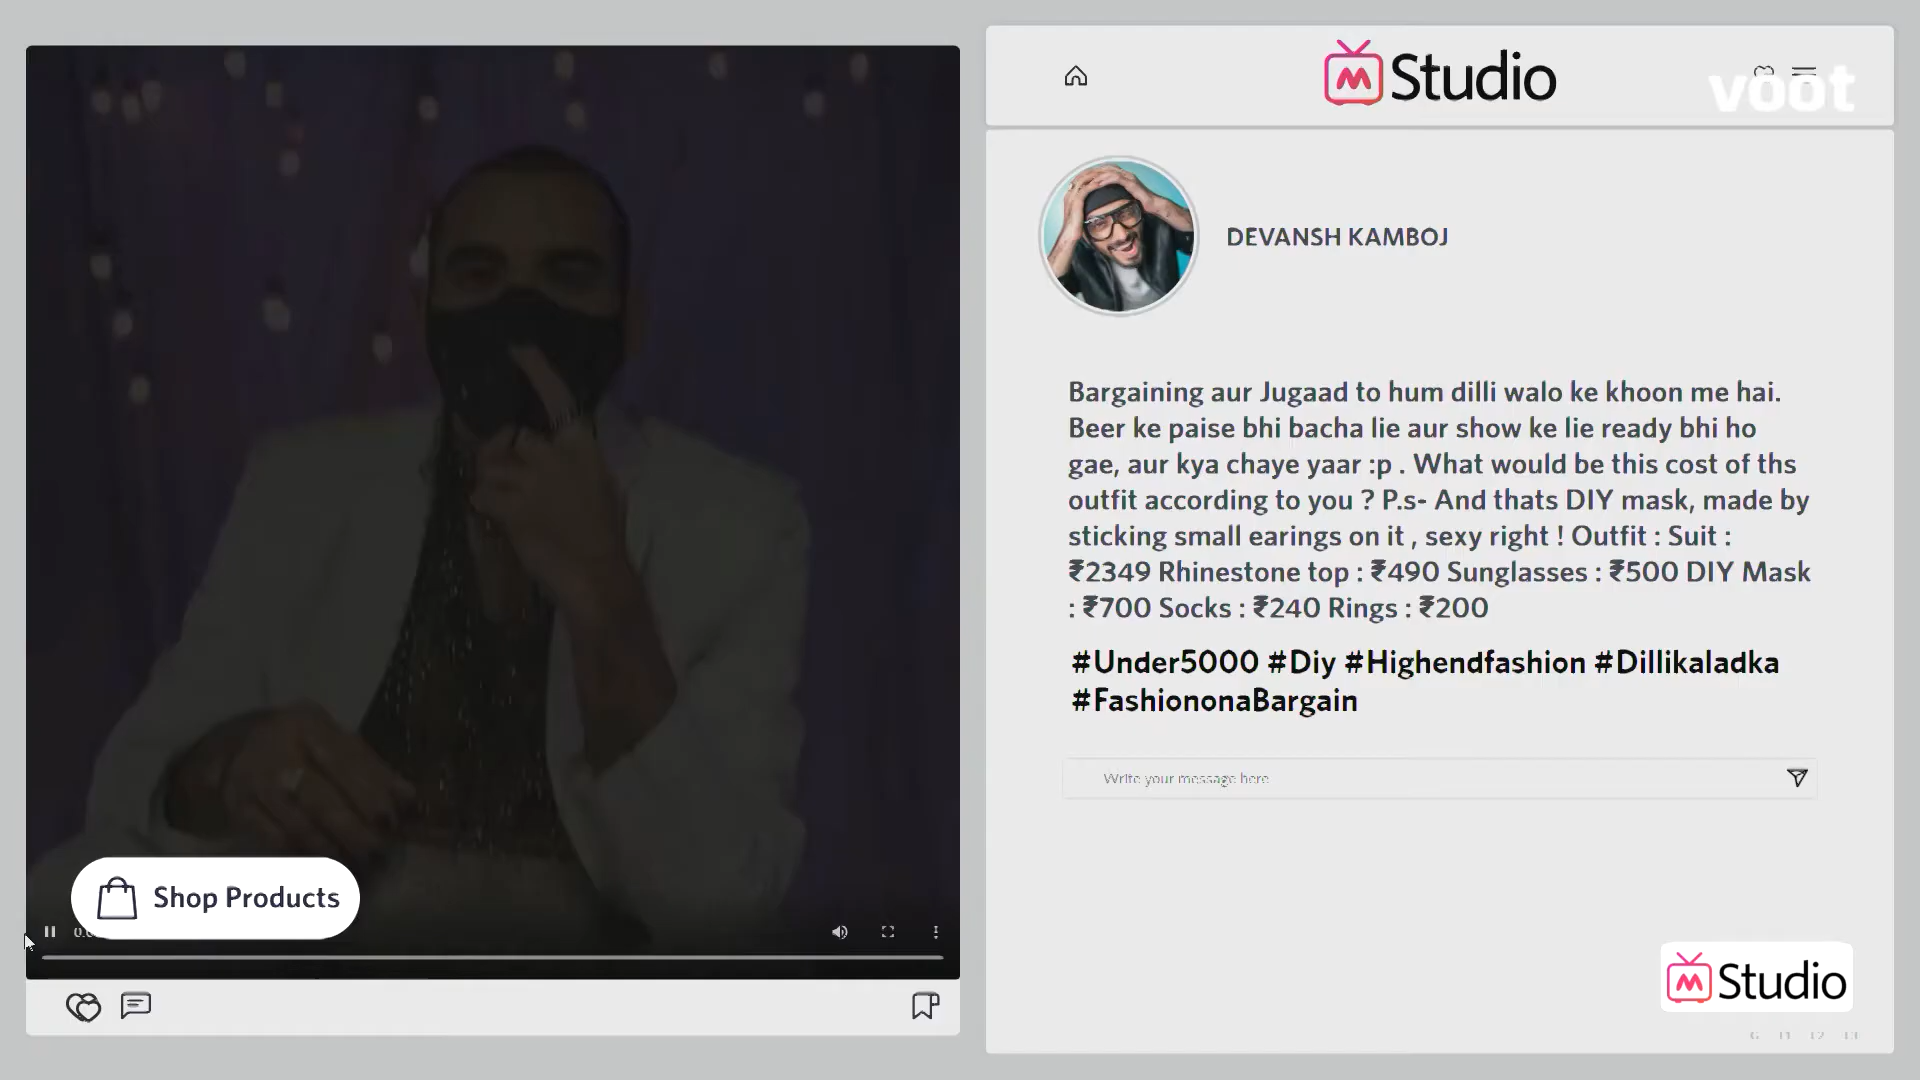 Studio
voot
DEVANSH KAMBOJ
Bargaining aur Jugaad to hum dilli walo ke khoon me hai.
Beer ke paise bhi bacha lie aur show ke lie ready bhi ho
gae, aur kya chaye yaar :p . What would be this cost of ths
outfit according to you ? P.s- And thats DIY mask, made by
sticking small earings on it , sexy right ! Outfit : Suit :
₹2349 Rhinestone top : ₹490 Sunglasses : ₹500 DIY Mask
: ₹700 Socks : ₹240 Rings : ₹200
#Under5000 #Diy #Highendfashion #Dillikaladka
#FashiononaBargain
Write your message here
Shop Products
Studio